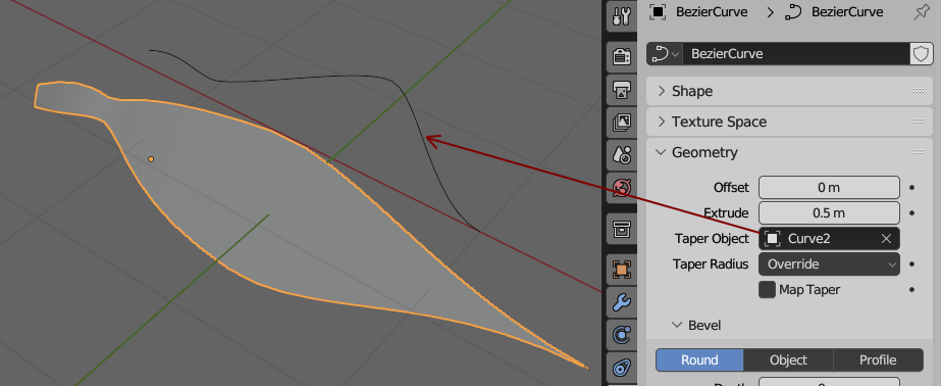 BezierCurve > BezierCurve
BezierCurve
Shape
Texture Space
Geometry
Offset 0 m
Extrude 0.5 m
Taper Object Curve2
Taper Radius Override
Map Taper
Bevel
Round Object Profile